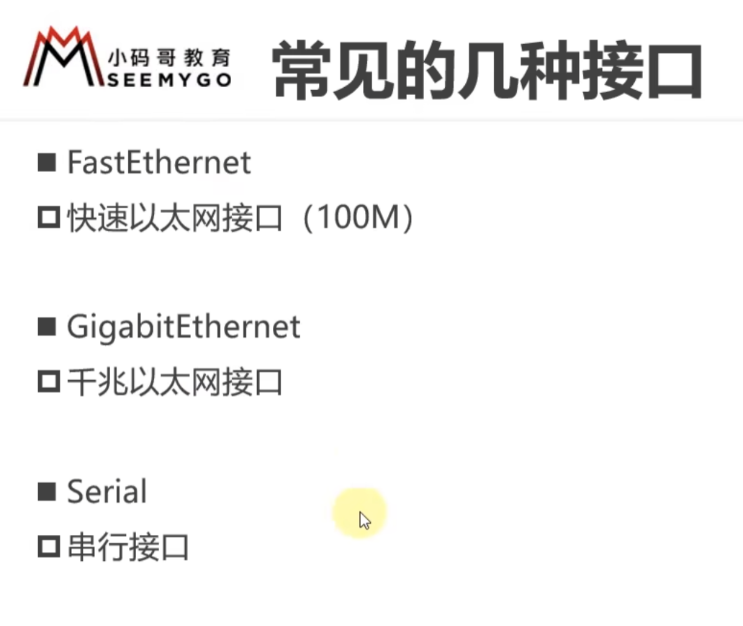 小码哥教育
SEEMYGO
常见的几种接口
FastEthernet
快速以太网接口（100M）
GigabitEthernet
千兆以太网接口
Serial
串行接口